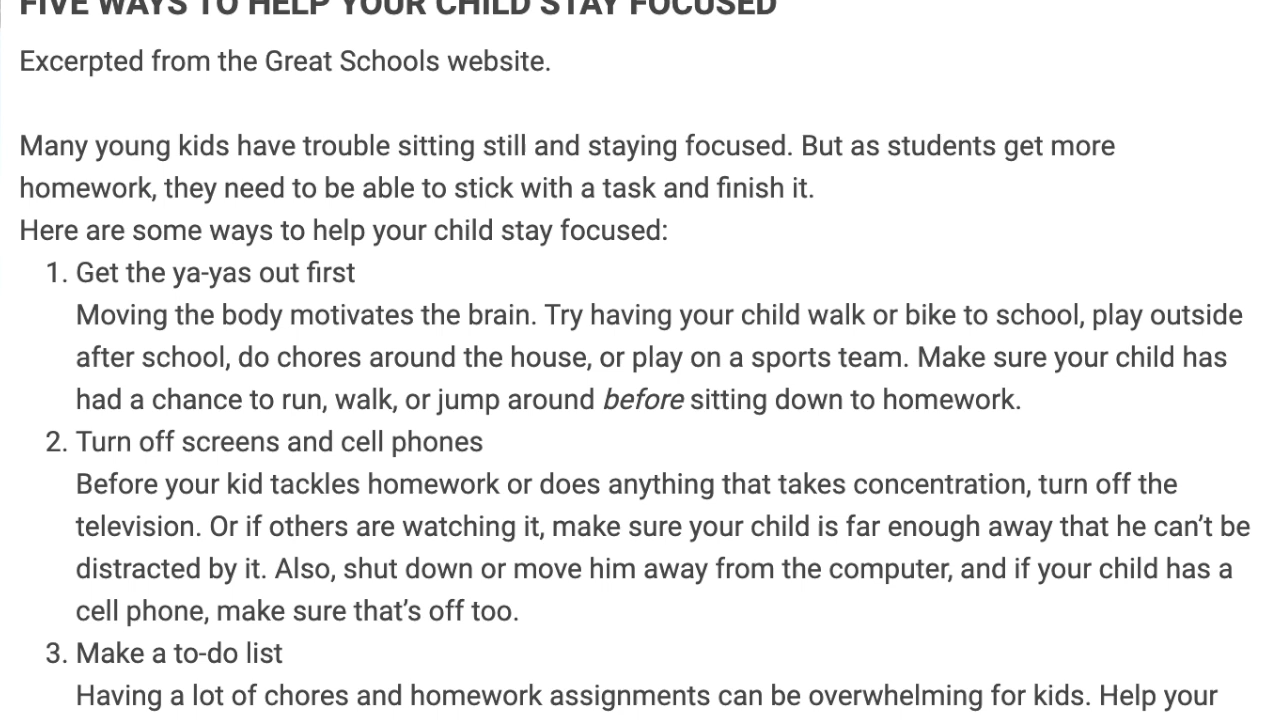 FIVE WAYS TO HELP YOUR CHILD STAY FOCUSED
Excerpted from the Great Schools website.
Many young kids have trouble sitting still and staying focused. But as students get more
homework, they need to be able to stick with a task and finish it.
Here are some ways to help your child stay focused:
1. Get the ya-yas out first
Moving the body motivates the brain. Try having your child walk or bike to school, play outside
after school, do chores around the house, or play on a sports team. Make sure your child has
had a chance to run, walk, or jump around before sitting down to homework.
2. Turn off screens and cell phones
Before your kid tackles homework or does anything that takes concentration, turn off the
television. Or if others are watching it, make sure your child is far enough away that he can’t be
distracted by it. Also, shut down or move him away from the computer, and if your child has a
cell phone, make sure that’s off too.
3. Make a to-do list
Having a lot of chores and homework assignments can be overwhelming for kids. Help your